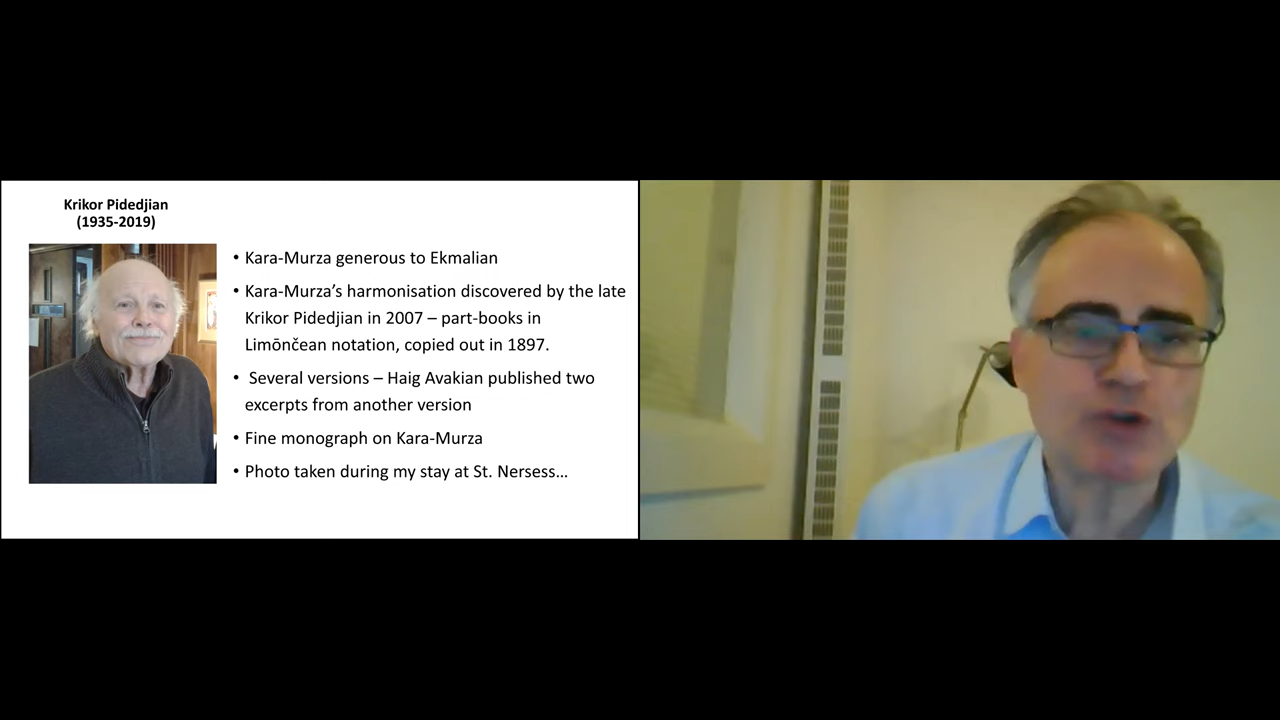 Krikor Pidedjian
(1935-2019)
• Kara-Murza generous to Ekmalian
• Kara-Murza’s harmonisation discovered by the late
Krikor Pidedjian in 2007 – part-books in
Limōnčean notation, copied out in 1897.
• Several versions – Haig Avakian published two
excerpts from another version
• Fine monograph on Kara-Murza
• Photo taken during my stay at St. Nersess…